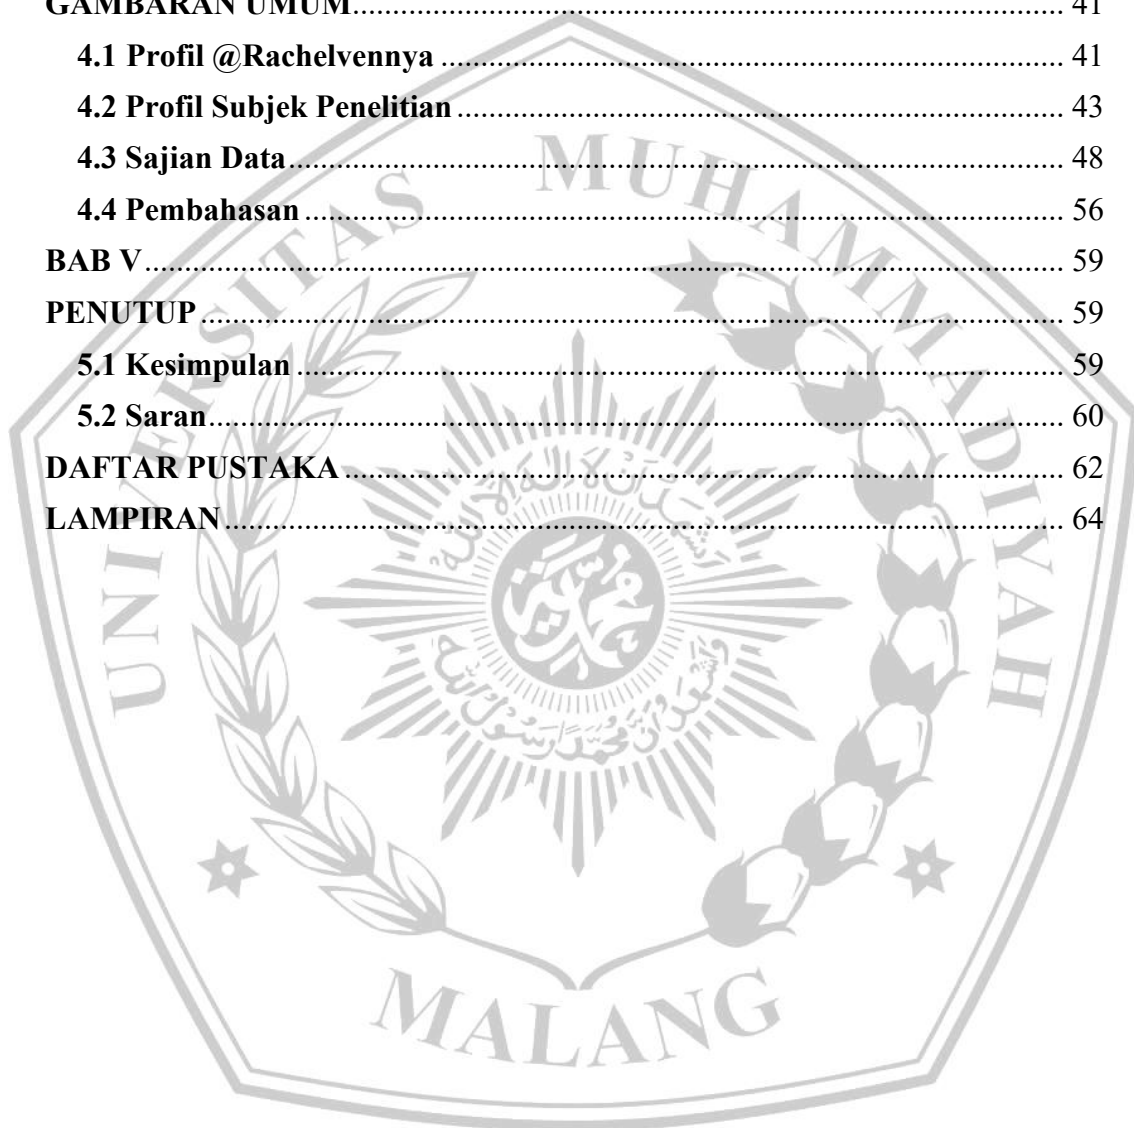 GAMBARAN UMUM.......... 41
4.1 Profil @Rachelvennya .......... 41
4.2 Profil Subjek Penelitian .......... 43
4.3 Sajian Data .......... 48
4.4 Pembahasan .......... 56
BAB V .......... 59
PENUTUP .......... 59
5.1 Kesimpulan .......... 59
5.2 Saran .......... 60
DAFTAR PUSTAKA .......... 62
LAMPIRAN .......... 64
UNIVERSITAS MUHAMMADIYAH
MALANG